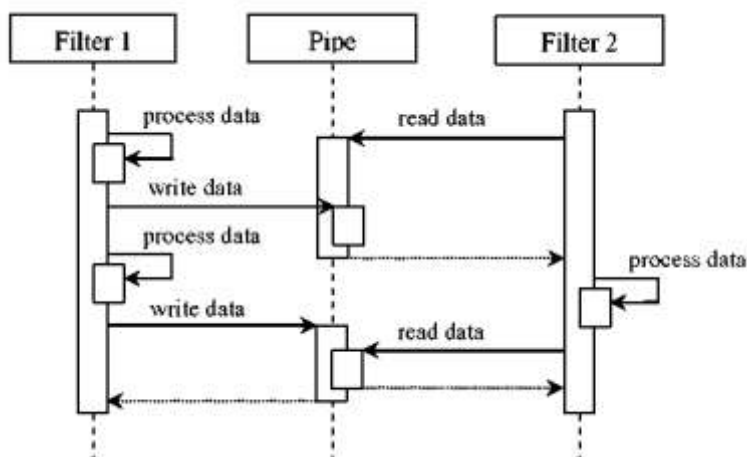 Filter 1
Pipe
Filter 2
process data
read data
write data
process data
process data
write data
read data